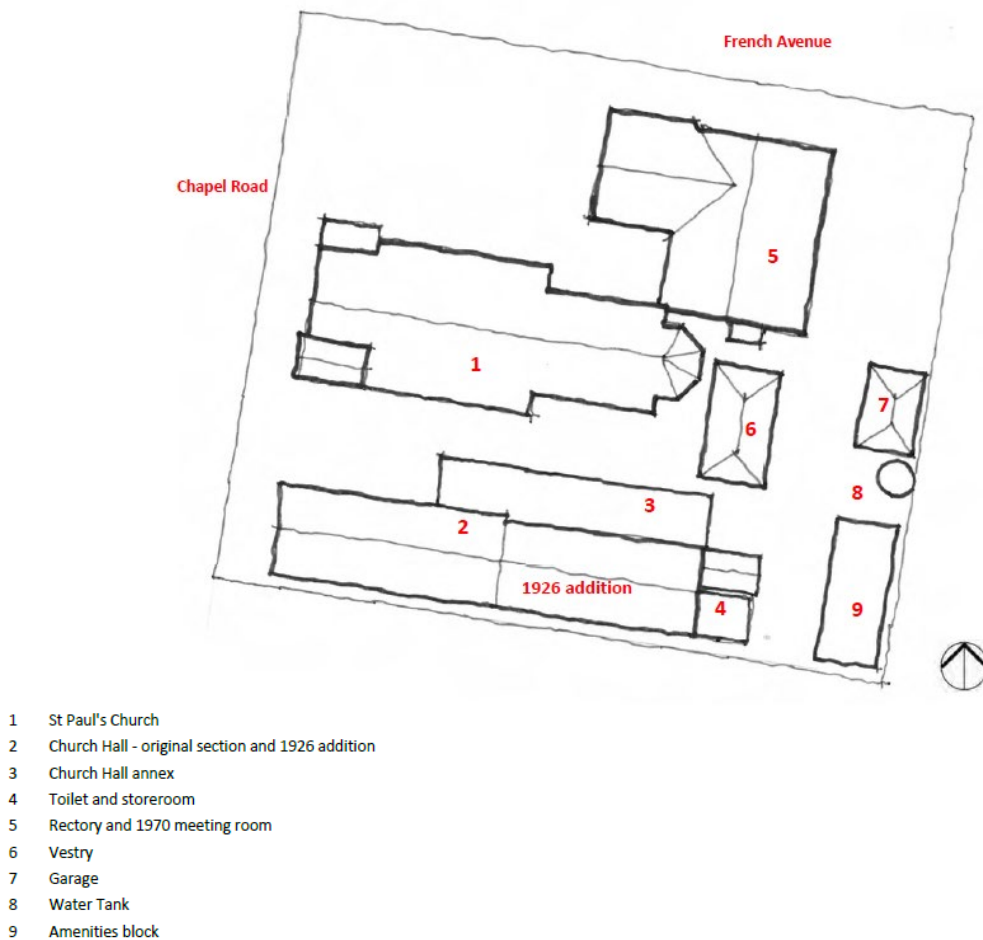 French Avenue
Chapel Road
5
1
7
6
8
3
2
1926 addition
4
9
1 St Paul's Church
2 Church Hall - original section and 1926 addition
3 Church Hall annex
4 Toilet and storeroom
5 Rectory and 1970 meeting room
6 Vestry
7 Garage
8 Water Tank
9 Amenities block